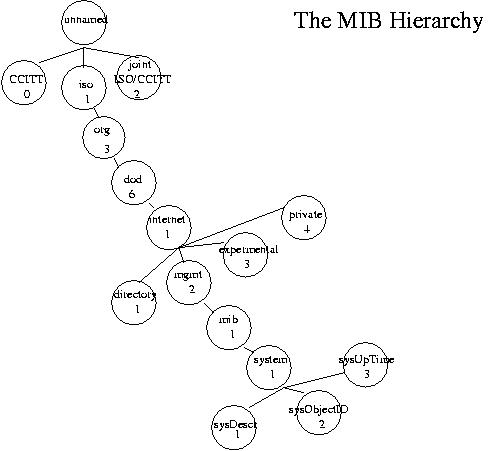 The MIB Hierarchy
unnamed
CCITT
0
iso
1
joint
ISO/CCITT
2
org
3
dod
6
internet
1
directory
1
mgmt
2
experimental
3
private
4
mib
1
system
1
sysDescr
1
sysObjectID
2
sysUpTime
3